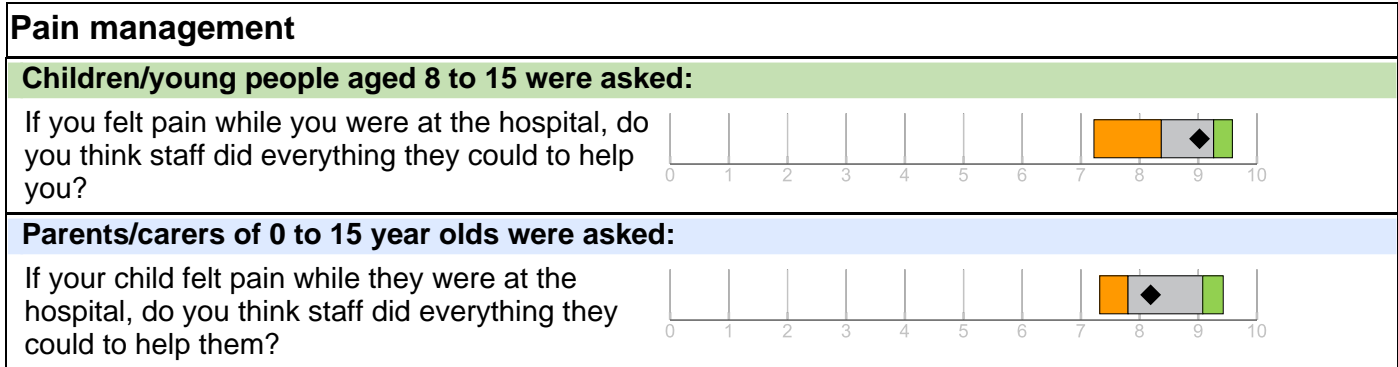 Pain management
Children/young people aged 8 to 15 were asked:
If you felt pain while you were at the hospital, do
you think staff did everything they could to help
you?
0 1 2 3 4 5 6 7 8 9 10
Parents/carers of 0 to 15 year olds were asked:
If your child felt pain while they were at the
hospital, do you think staff did everything they
could to help them?
0 1 2 3 4 5 6 7 8 9 10